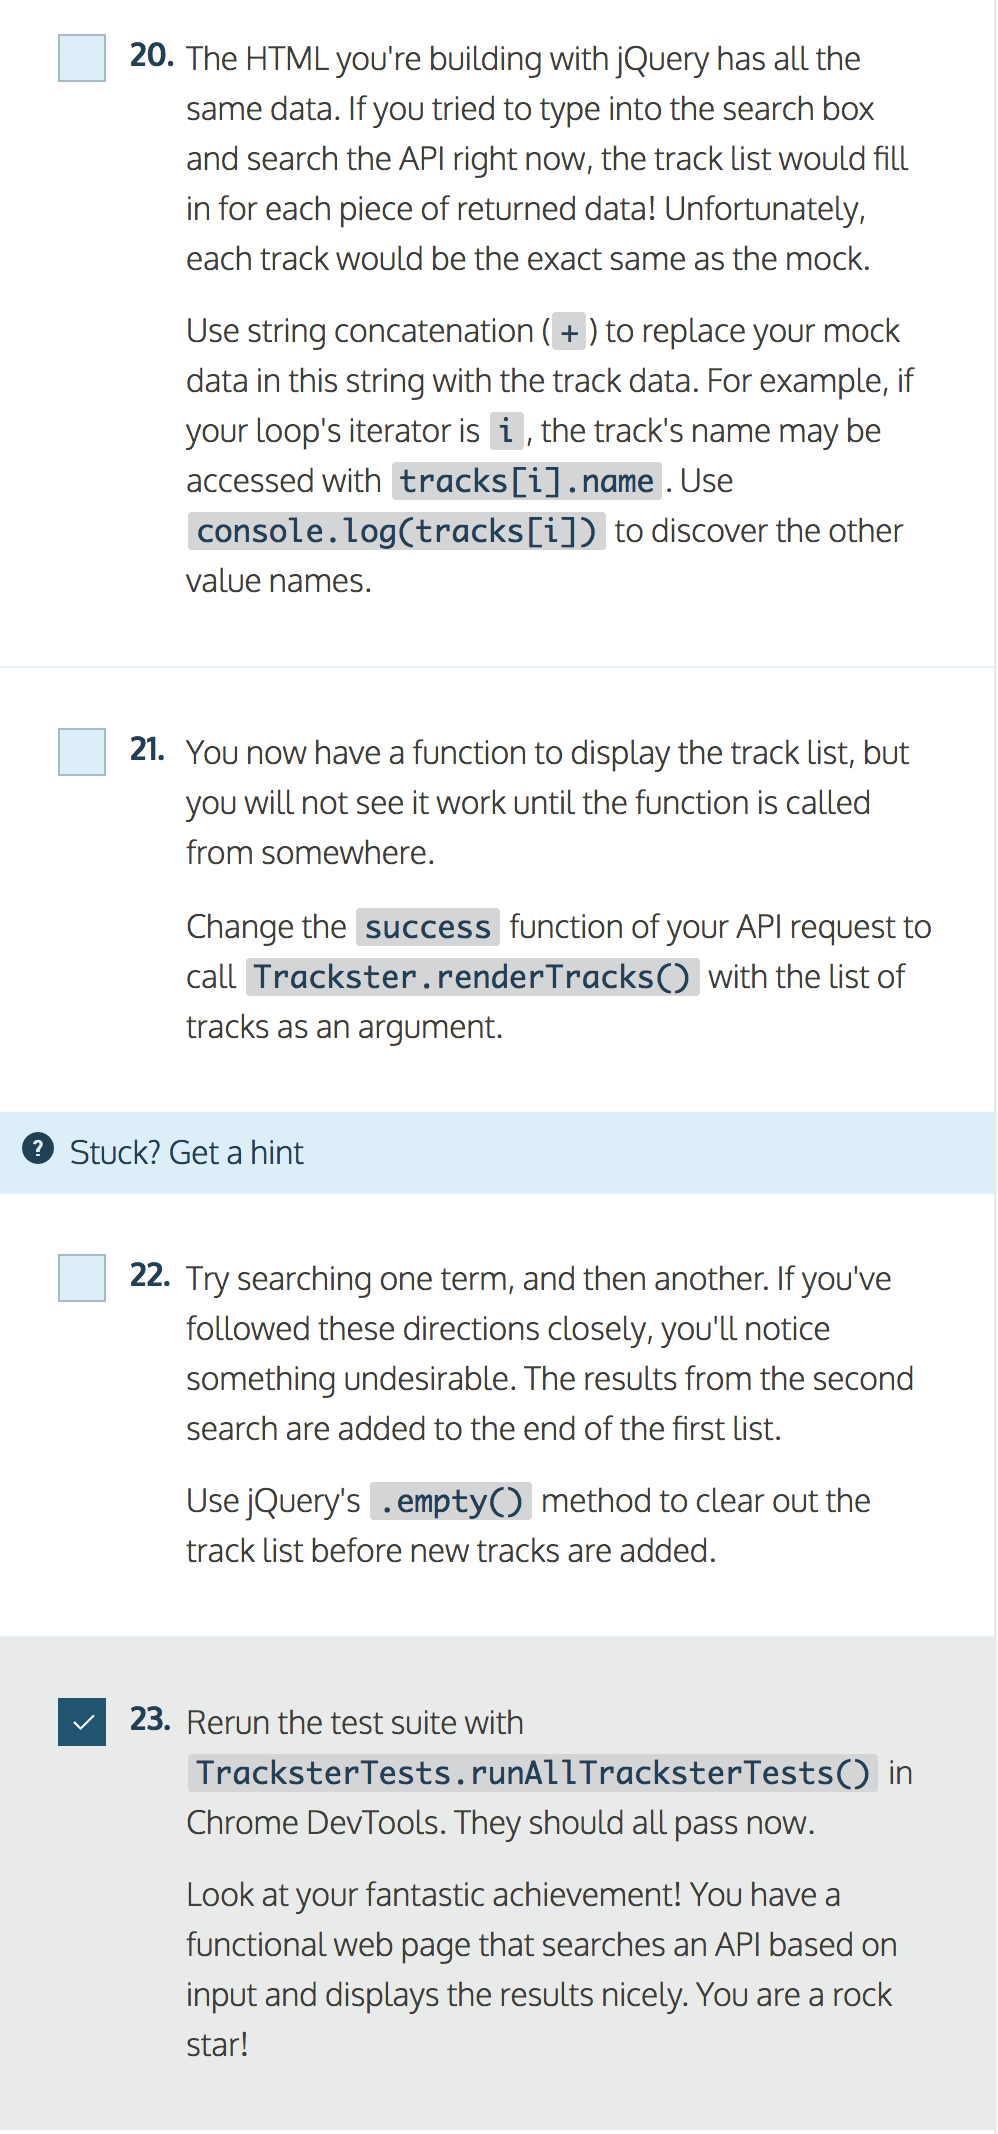 20. The HTML you're building with jQuery has all the
same data. If you tried to type into the search box
and search the API right now, the track list would fill
in for each piece of returned data! Unfortunately,
each track would be the exact same as the mock.
Use string concatenation ( + ) to replace your mock
data in this string with the track data. For example, if
your loop's iterator is i , the track's name may be
accessed with tracks[i].name . Use
console.log(tracks[i]) to discover the other
value names.
21. You now have a function to display the track list, but
you will not see it work until the function is called
from somewhere.
Change the success function of your API request to
call Trackster.renderTracks() with the list of
tracks as an argument.
? Stuck? Get a hint
22. Try searching one term, and then another. If you've
followed these directions closely, you'll notice
something undesirable. The results from the second
search are added to the end of the first list.
Use jQuery's .empty() method to clear out the
track list before new tracks are added.
23. Rerun the test suite with
TracksterTests.runAllTracksterTests() in
Chrome DevTools. They should all pass now.
Look at your fantastic achievement! You have a
functional web page that searches an API based on
input and displays the results nicely. You are a rock
star!